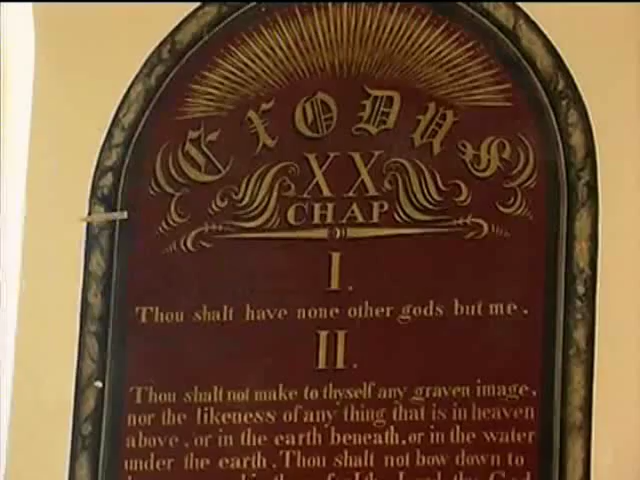 Exodus
XX
CHAP
I.
Thou shalt have none other gods but me.
II.
Thou shalt not make to thyself any graven image,
nor the likeness of any thing that is in heaven
above, or in the earth beneath, or in the water
under the earth. Thou shalt not bow down to